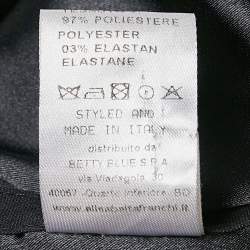 97% POLIESTERE
POLYESTER
03% ELASTAN
ELASTANE
30
STYLED AND
MADE IN ITALY
distribuito da
BETTY BLUE S.P.A
via Viadagola 30
40057 Quarto Inferiore BO
www.elisabettafranchi.it